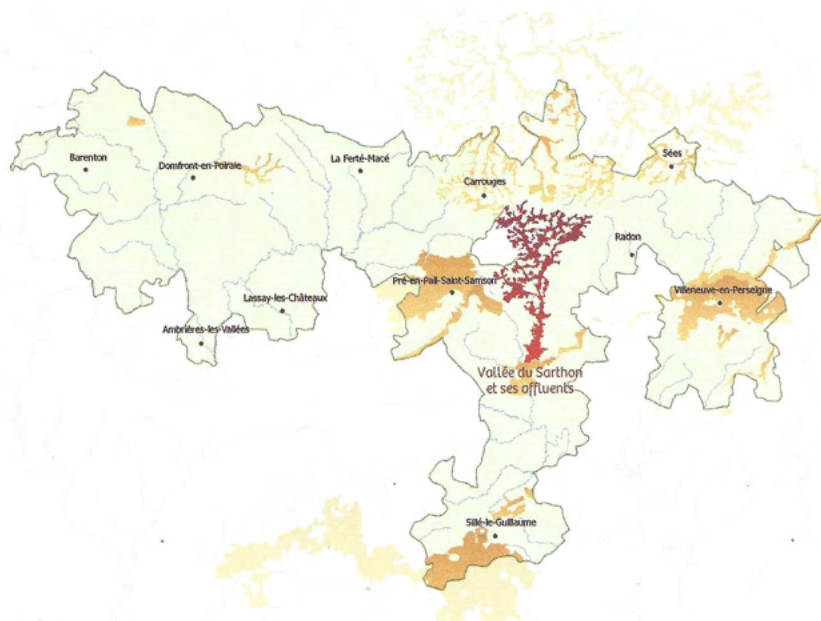 Barenton
Domfront-en-Poiraie
La Ferté-Macé
Carrouges
Sées
Radon
Pré-en-Pail-Saint-Samson
Villeneuve-en-Perseigne
Lassay-les-Châteaux
Ambrières-les-Vallées
Vallée du Sarthon
et ses affluents
Sillé-le-Guillaume